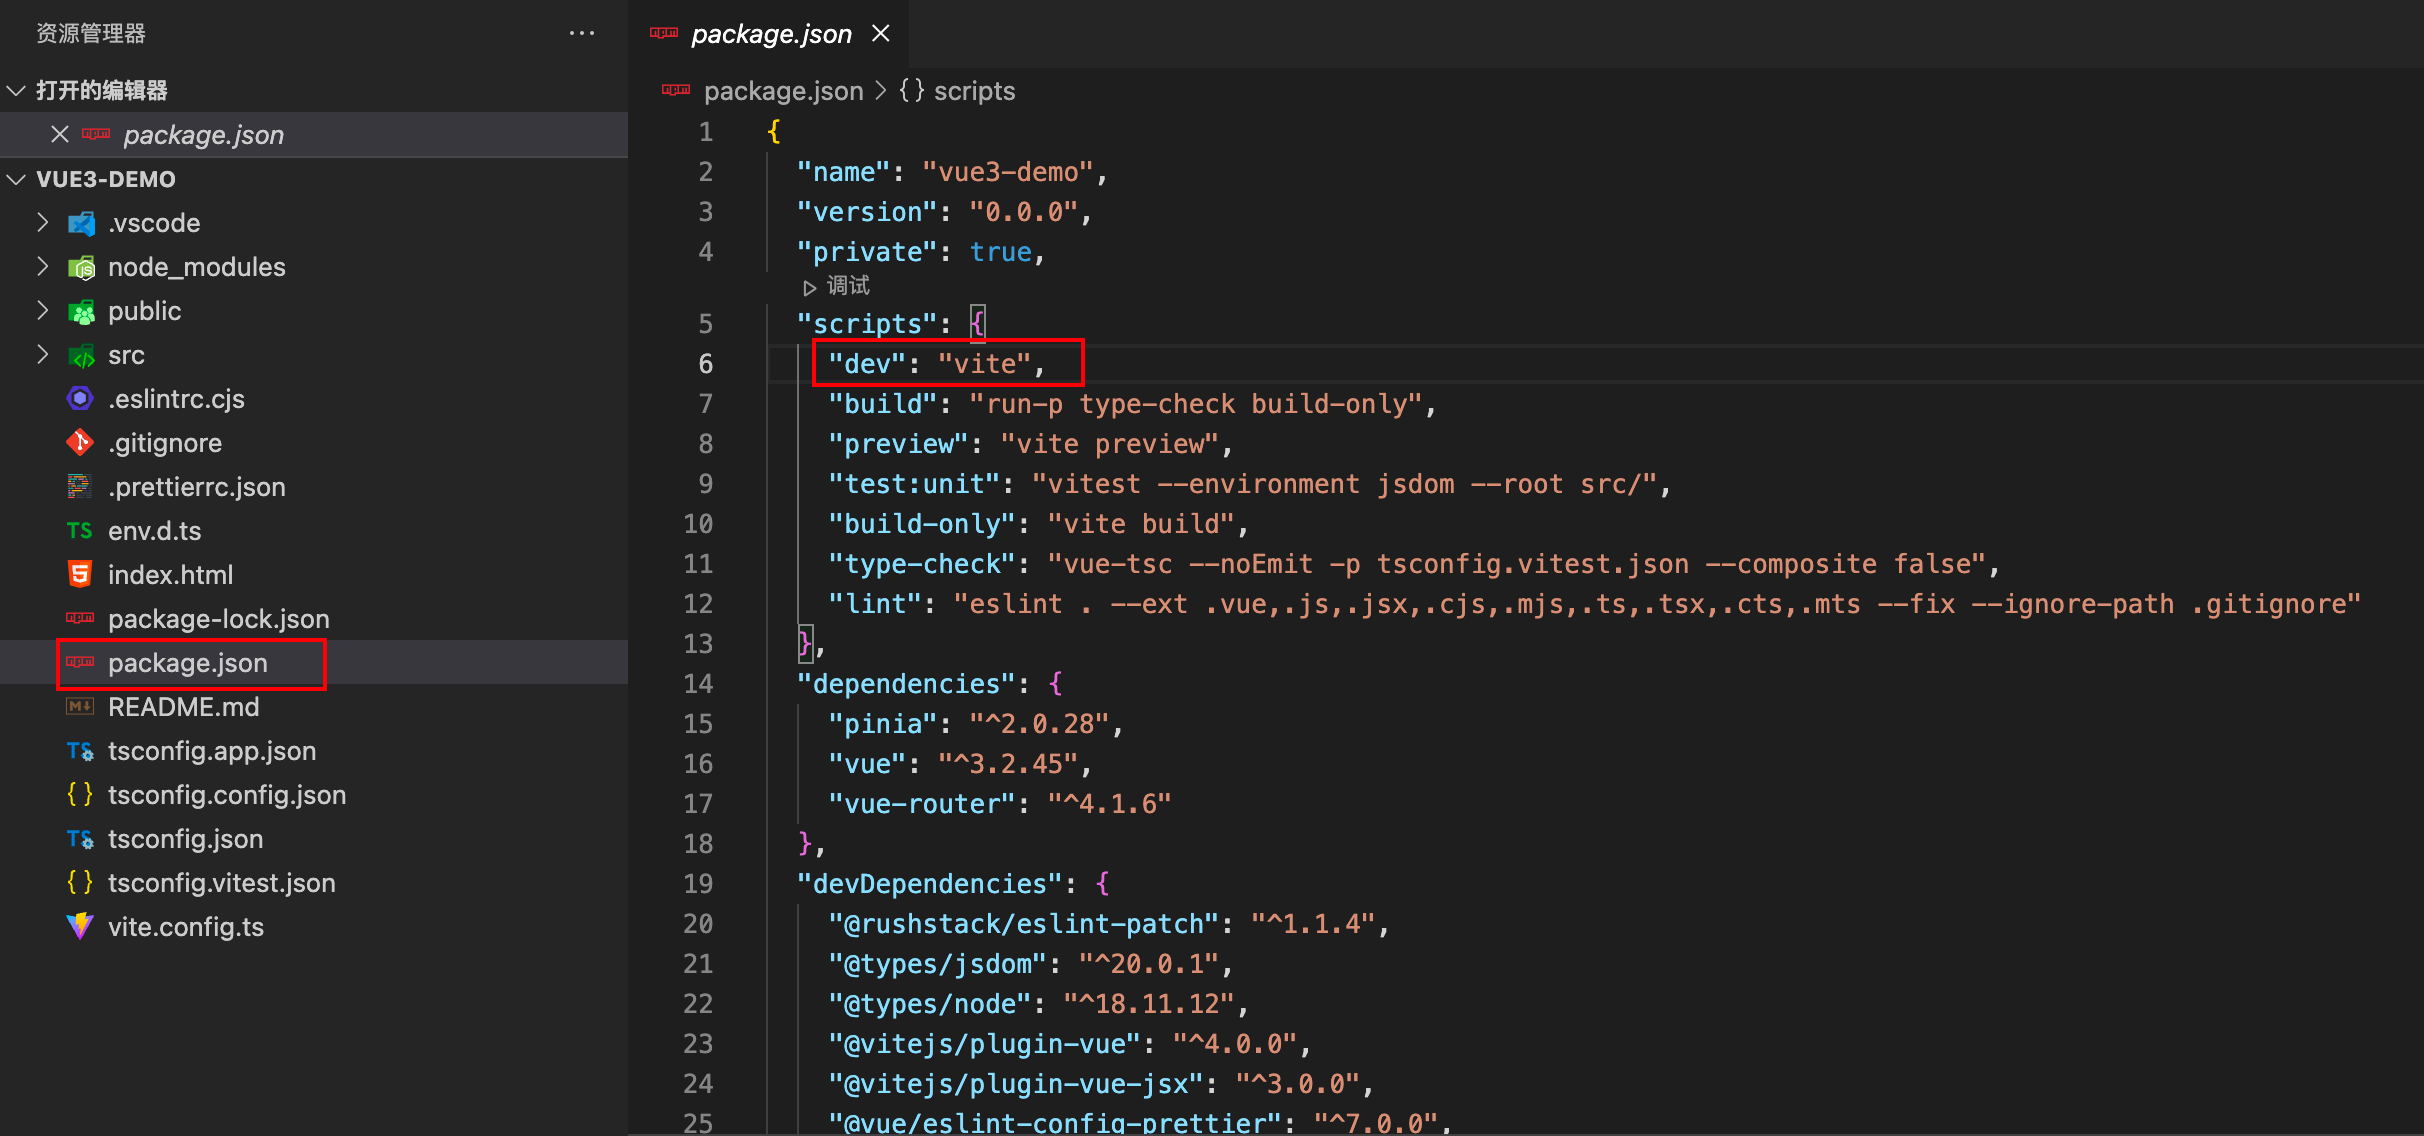 资源管理器
打开的编辑器
package.json
VUE3-DEMO
.vscode
node_modules
public
src
.eslintrc.cjs
.gitignore
.prettierrc.json
TS env.d.ts
index.html
package-lock.json
package.json
README.md
tsconfig.app.json
tsconfig.config.json
tsconfig.json
tsconfig.vitest.json
vite.config.ts
package.json
package.json > {} scripts
1 {
2 "name": "vue3-demo",
3 "version": "0.0.0",
4 "private": true,
调试
5 "scripts": {
6 "dev": "vite",
7 "build": "run-p type-check build-only",
8 "preview": "vite preview",
9 "test:unit": "vitest --environment jsdom --root src/",
10 "build-only": "vite build",
11 "type-check": "vue-tsc --noEmit -p tsconfig.vitest.json --composite false",
12 "lint": "eslint . --ext .vue,.js,.jsx,.cjs,.mjs,.ts,.tsx,.cts,.mts --fix --ignore-path .gitignore"
13 },
14 "dependencies": {
15 "pinia": "^2.0.28",
16 "vue": "^3.2.45",
17 "vue-router": "^4.1.6"
18 },
19 "devDependencies": {
20 "@rushstack/eslint-patch": "^1.1.4",
21 "@types/jsdom": "^20.0.1",
22 "@types/node": "^18.11.12",
23 "@vitejs/plugin-vue": "^4.0.0",
24 "@vitejs/plugin-vue-jsx": "^3.0.0",
25 "@vue/eslint-config-prettier": "^7.0.0",